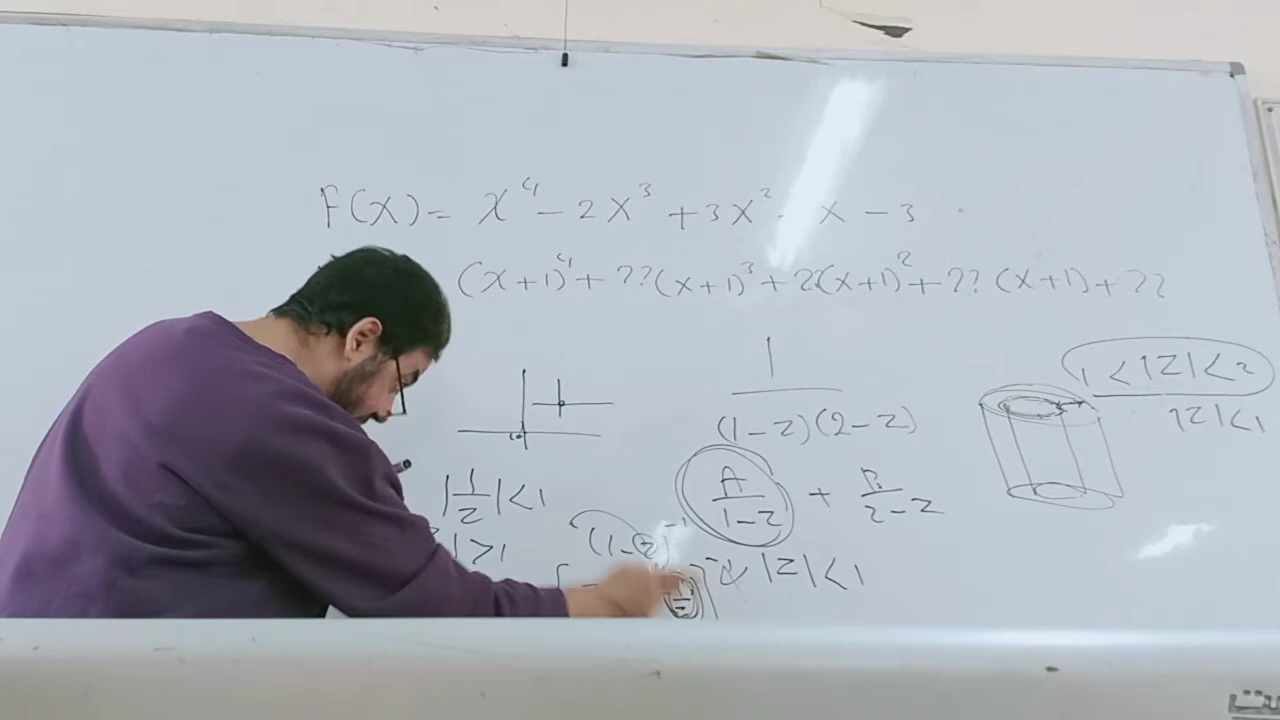 F(X) = x⁴ - 2x³ + 3x² - x - 3
(x+1)⁴ + ??(x+1)³ + ??(x+1)² + ??(x+1) + ??
1
(1-z)(2-z)
1 < |z| < 2
|z| < 1
A/1-z + B/2-z
|1/z| < 1
| > 1
(1-z)⁻¹
|z| < 1